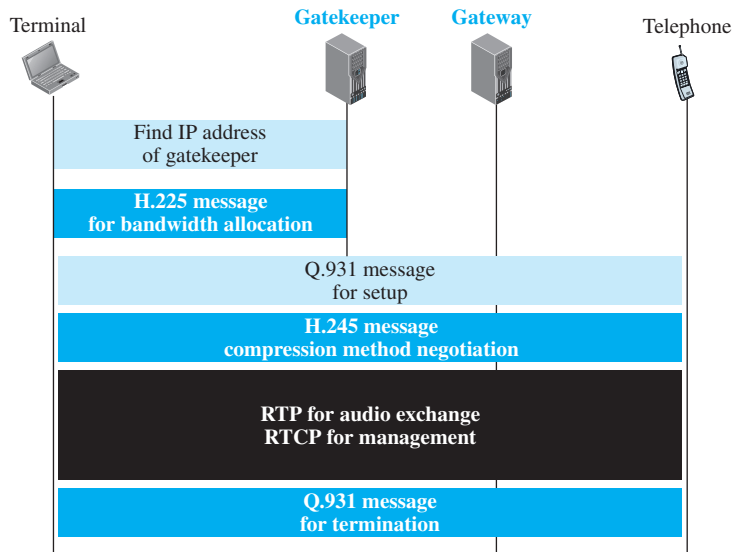 Terminal
Gatekeeper
Gateway
Telephone
Find IP address
of gatekeeper
H.225 message
for bandwidth allocation
Q.931 message
for setup
H.245 message
compression method negotiation
RTP for audio exchange
RTCP for management
Q.931 message
for termination